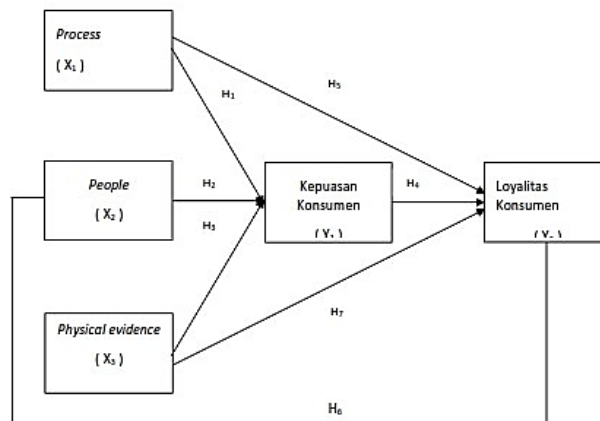 Process
( X₁ )
H₅
H₁
People
( X₂ )
H₂
H₃
Kepuasan
Konsumen
H₄
Loyalitas
Konsumen
Physical evidence
( X₃ )
H₇
H₆